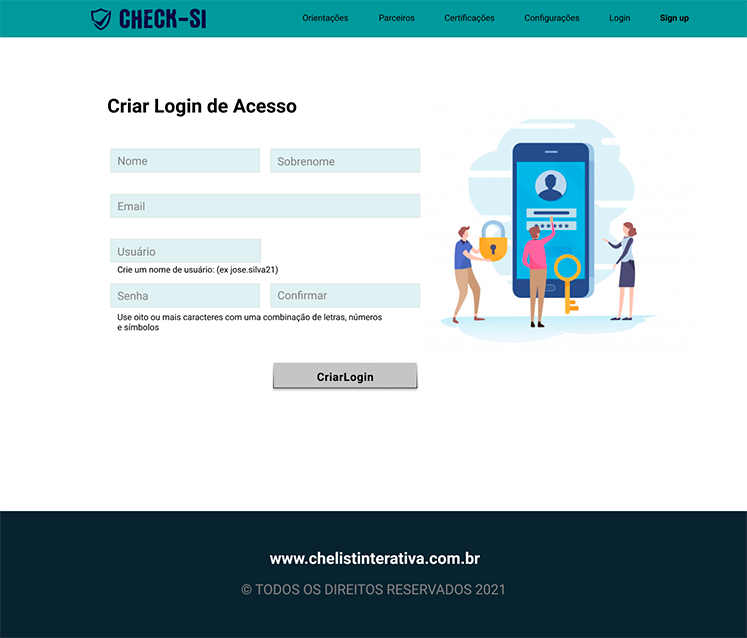 CHECK-SI
Orientações Parceiros Certificações Configurações Login Sign up
Criar Login de Acesso
Nome Sobrenome
Email
Usuário
Crie um nome de usuário: (ex jose.silva21)
Senha Confirmar
Use oito ou mais caracteres com uma combinação de letras, números
e símbolos
CriarLogin
www.chelistinterativa.com.br
© TODOS OS DIREITOS RESERVADOS 2021